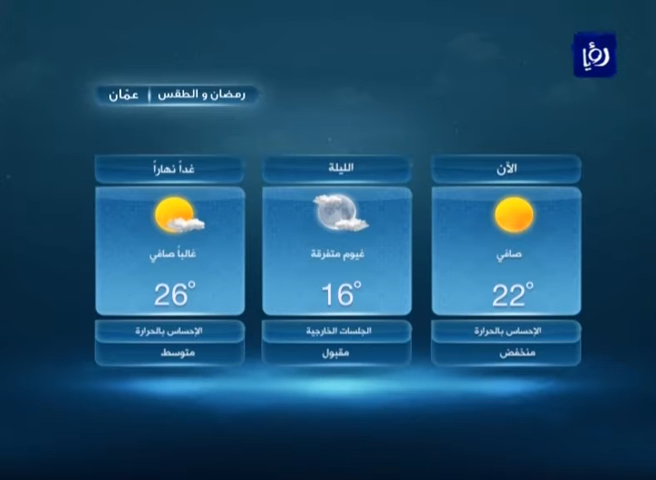 رؤيا
رمضان و الطقس | عمّان
الأن
صافي
22°
الإحساس بالحرارة
منخفض
الليلة
غيوم متفرقة
16°
الجلسات الخارجية
مقبول
غداً نهاراً
غالباً صافي
26°
الإحساس بالحرارة
متوسط